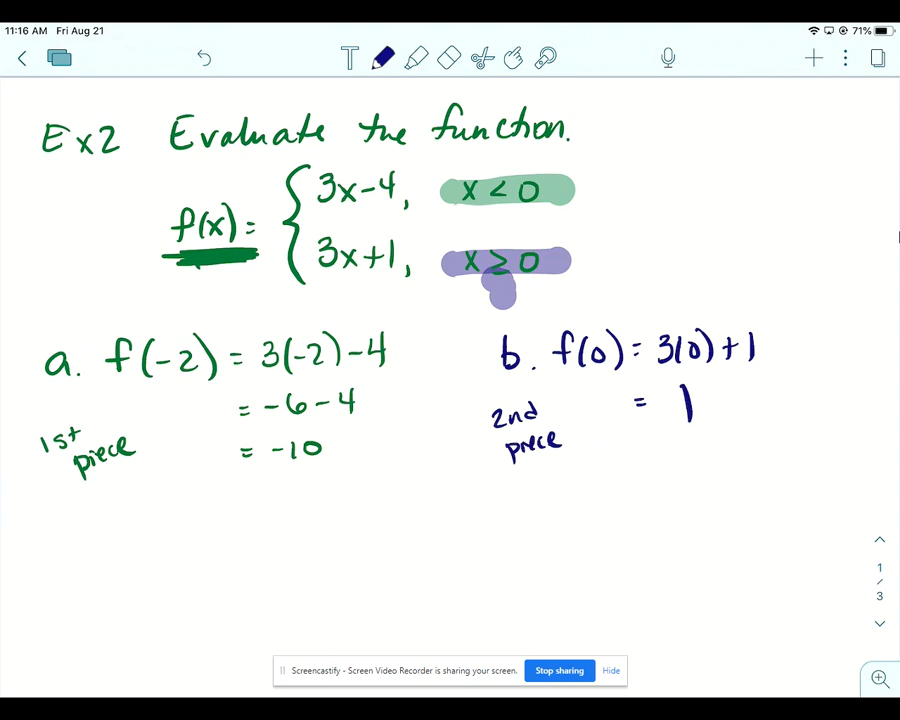 11:16 AM Fri Aug 21
71%
T
Ex2 Evaluate the function.
f(x) = { 3x-4, x < 0
3x+1, x ≥ 0
a. f(-2) = 3(-2) -4
= -6 - 4
= -10
1st piece
b. f(0) = 3(0) + 1
= 1
2nd piece
1
/
3
Screencastify - Screen Video Recorder is sharing your screen. Stop sharing Hide